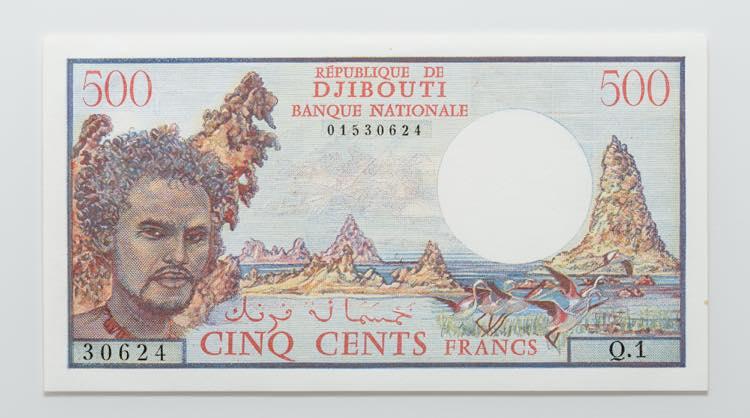 500
RÉPUBLIQUE DE
DJIBOUTI
BANQUE NATIONALE
01530624
500
خمسمائة فرنك
30624
CINQ CENTS FRANCS
Q.1